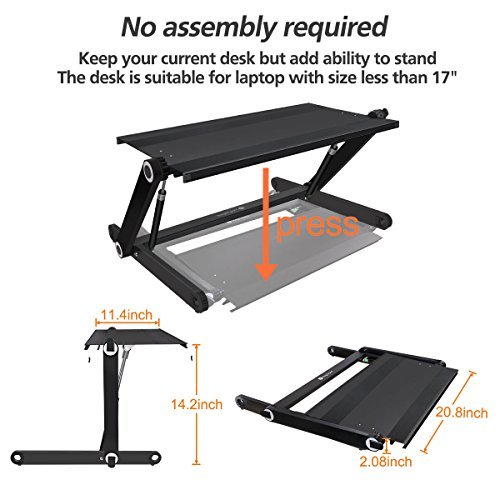 No assembly required
Keep your current desk but add ability to stand
The desk is suitable for laptop with size less than 17"
press
11.4inch
14.2inch
20.8inch
2.08inch